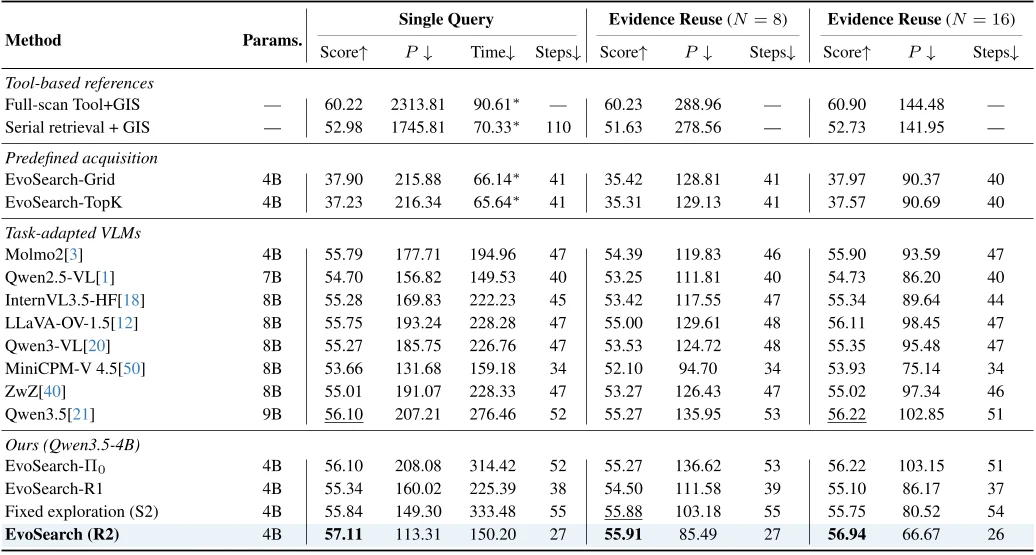 Method Params. Single Query Evidence Reuse (N = 8) Evidence Reuse (N = 16)
Score↑ P ↓ Time↓ Steps↓ Score↑ P ↓ Steps↓ Score↑ P ↓ Steps↓
Tool-based references
Full-scan Tool+GIS — 60.22 2313.81 90.61* — 60.23 288.96 — 60.90 144.48 —
Serial retrieval + GIS — 52.98 1745.81 70.33* 110 51.63 278.56 — 52.73 141.95 —
Predefined acquisition
EvoSearch-Grid 4B 37.90 215.88 66.14* 41 35.42 128.81 41 37.97 90.37 40
EvoSearch-TopK 4B 37.23 216.34 65.64* 41 35.31 129.13 41 37.57 90.69 40
Task-adapted VLMs
Molmo2[3] 4B 55.79 177.71 194.96 47 54.39 119.83 46 55.90 93.59 47
Qwen2.5-VL[1] 7B 54.70 156.82 149.53 40 53.25 111.81 40 54.73 86.20 40
InternVL3.5-HF[18] 8B 55.28 169.83 222.23 45 53.42 117.55 47 55.34 89.64 44
LLaVA-OV-1.5[12] 8B 55.75 193.24 228.28 47 55.00 129.61 48 56.11 98.45 47
Qwen3-VL[20] 8B 55.27 185.75 226.76 47 53.53 124.72 48 55.35 95.48 47
MiniCPM-V 4.5[50] 8B 53.66 131.68 159.18 34 52.10 94.70 34 53.93 75.14 34
ZwZ[40] 8B 55.01 191.07 228.33 47 53.27 126.43 47 55.02 97.34 46
Qwen3.5[21] 9B 56.10 207.21 276.46 52 55.27 135.95 53 56.22 102.85 51
Ours (Qwen3.5-4B)
EvoSearch-Π₀ 4B 56.10 208.08 314.42 52 55.27 136.62 53 56.22 103.15 51
EvoSearch-R1 4B 55.34 160.02 225.39 38 54.50 111.58 39 55.10 86.17 37
Fixed exploration (S2) 4B 55.84 149.30 333.48 55 55.88 103.18 55 55.75 80.52 54
EvoSearch (R2) 4B 57.11 113.31 150.20 27 55.91 85.49 27 56.94 66.67 26